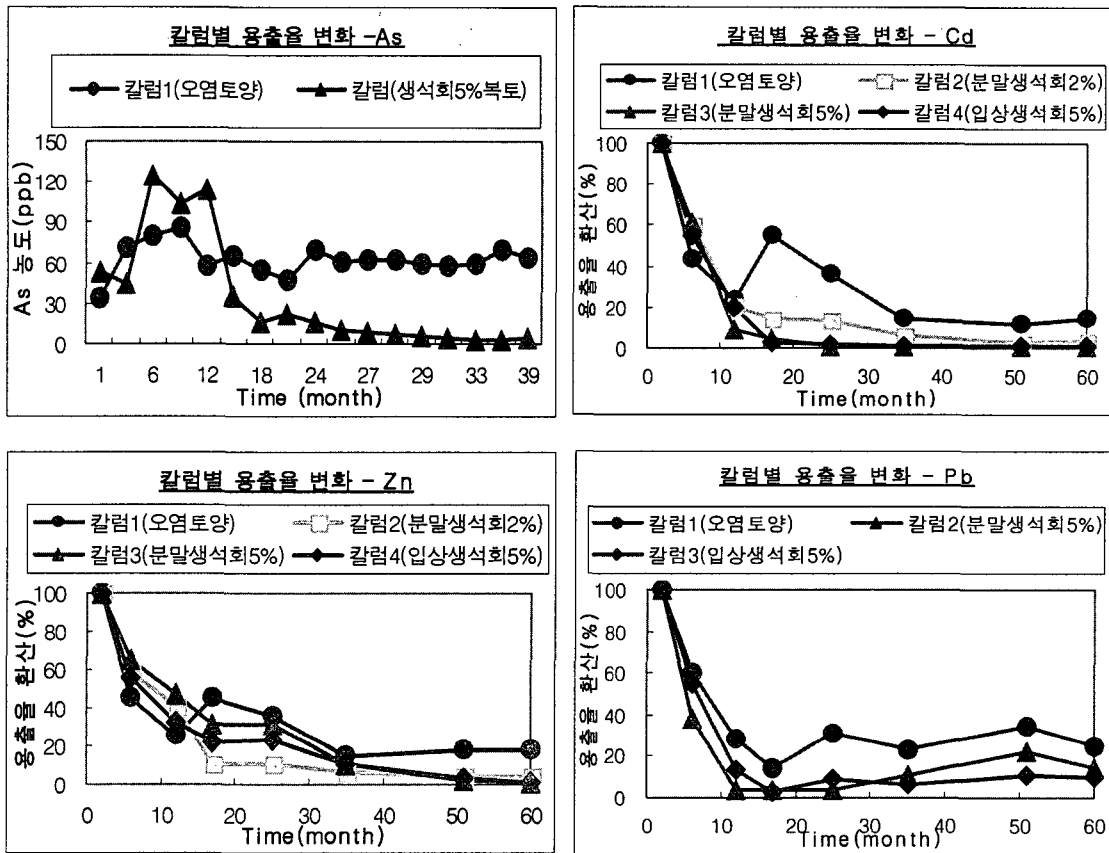 칼럼별 용출율 변화 -As
칼럼1(오염토양) 칼럼(생석회5%복토)
As 농도(ppb)
150
120
90
60
30
0
1 6 12 18 24 27 29 33 39
Time (month)
칼럼별 용출율 변화 - Cd
칼럼1(오염토양) 칼럼2(분말생석회2%)
칼럼3(분말생석회5%) 칼럼4(입상생석회5%)
용출율 환산(%)
100
80
60
40
20
0
0 10 20 30 40 50 60
Time(month)
칼럼별 용출율 변화 - Zn
칼럼1(오염토양) 칼럼2(분말생석회2%)
칼럼3(분말생석회5%) 칼럼4(입상생석회5%)
용출율 환산(%)
100
80
60
40
20
0
0 10 20 30 40 50 60
Time(month)
칼럼별 용출율 변화 - Pb
칼럼1(오염토양) 칼럼2(분말생석회5%)
칼럼3(입상생석회5%)
용출율 환산(%)
100
80
60
40
20
0
0 10 20 30 40 50 60
Time(month)